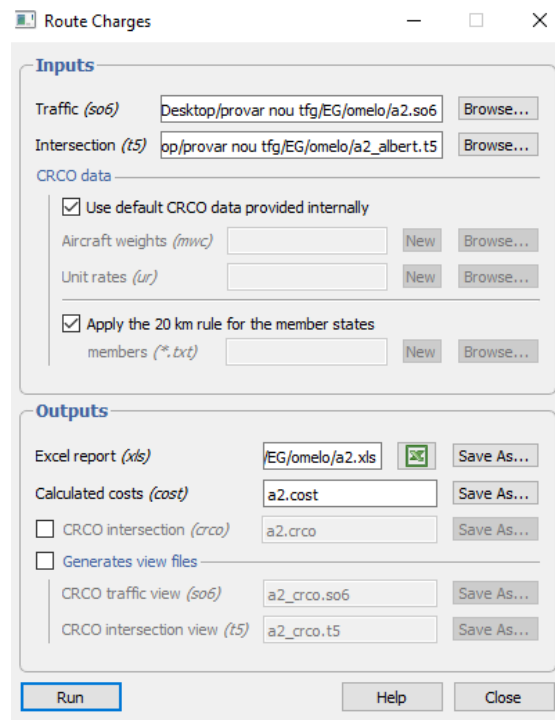 Route Charges
Inputs
Traffic (so6) Desktop/provar nou tfg/EG/omelo/a2.so6 Browse...
Intersection (t5) op/provar nou tfg/EG/omelo/a2_albert.t5 Browse...
CRCO data
Use default CRCO data provided internally
Aircraft weights (mwc) New Browse...
Unit rates (ur) New Browse...
Apply the 20 km rule for the member states
members (*.txt) New Browse...
Outputs
Excel report (xls) /EG/omelo/a2.xls Save As...
Calculated costs (cost) a2.cost Save As...
CRCO intersection (crco) a2.crco Save As...
Generates view files
CRCO traffic view (so6) a2_crco.so6 Save As...
CRCO intersection view (t5) a2_crco.t5 Save As...
Run Help Close